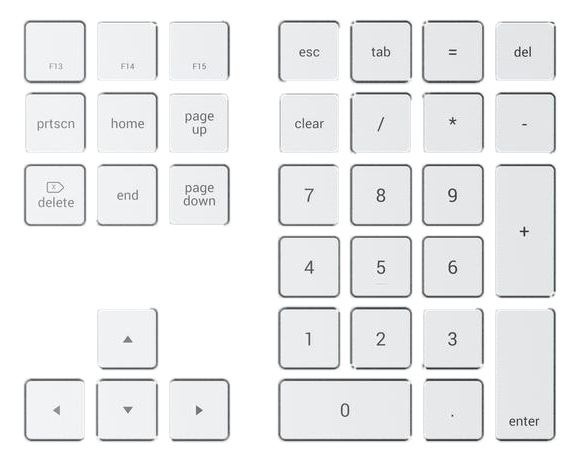 F13 F14 F15 esc tab = del
prtscn home page up clear / * -
x delete end page down 7 8 9 +
4 5 6
1 2 3
0 . enter